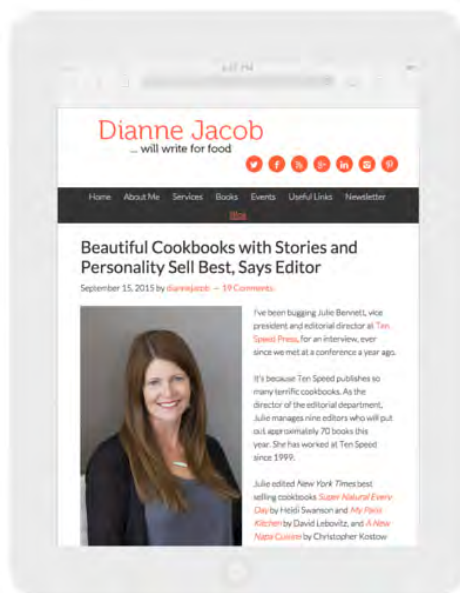 Dianne Jacob
... will write for food
Home About Me Services Books Events Useful Links Newsletter
Blog
Beautiful Cookbooks with Stories and
Personality Sell Best, Says Editor
September 15, 2015 by diannejacob — 19 Comments
I've been bugging Julie Bennett, vice
president and editorial director at Ten
Speed Press, for an interview, ever
since we met at a conference a year ago.
It's because Ten Speed publishes so
many terrific cookbooks. As the
director of the editorial department,
Julie manages nine editors who will put
out approximately 70 books this
year. She has worked at Ten Speed
since 1999.
Julie edited New York Times best
selling cookbooks Super Natural Every
Day by Heidi Swanson and My Paris
Kitchen by David Lebovitz, and A New
Napa Cuisine by Christopher Kostow